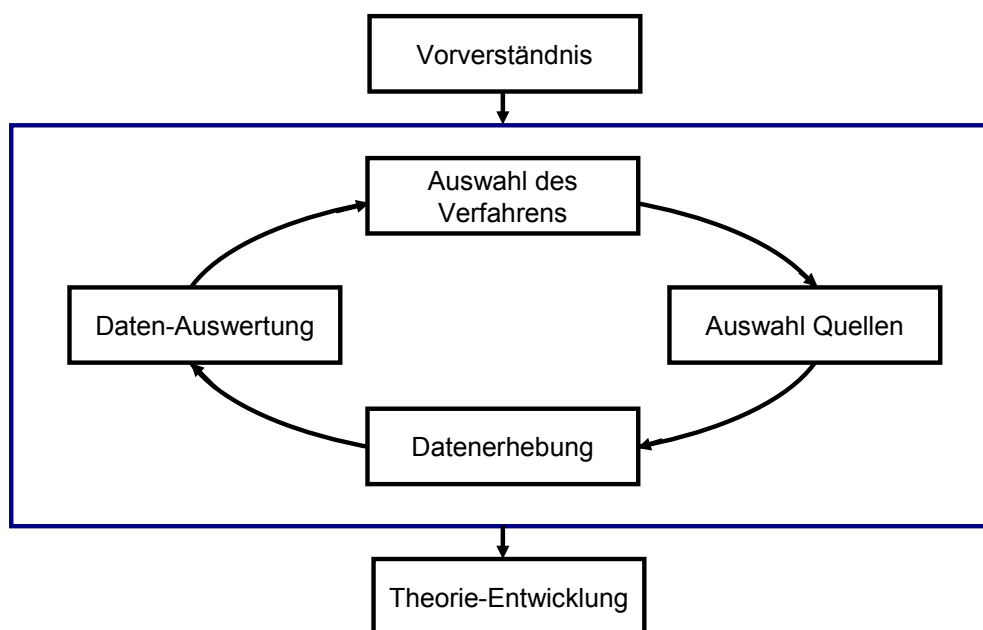 Vorverständnis
Auswahl des
Verfahrens
Daten-Auswertung
Auswahl Quellen
Datenerhebung
Theorie-Entwicklung